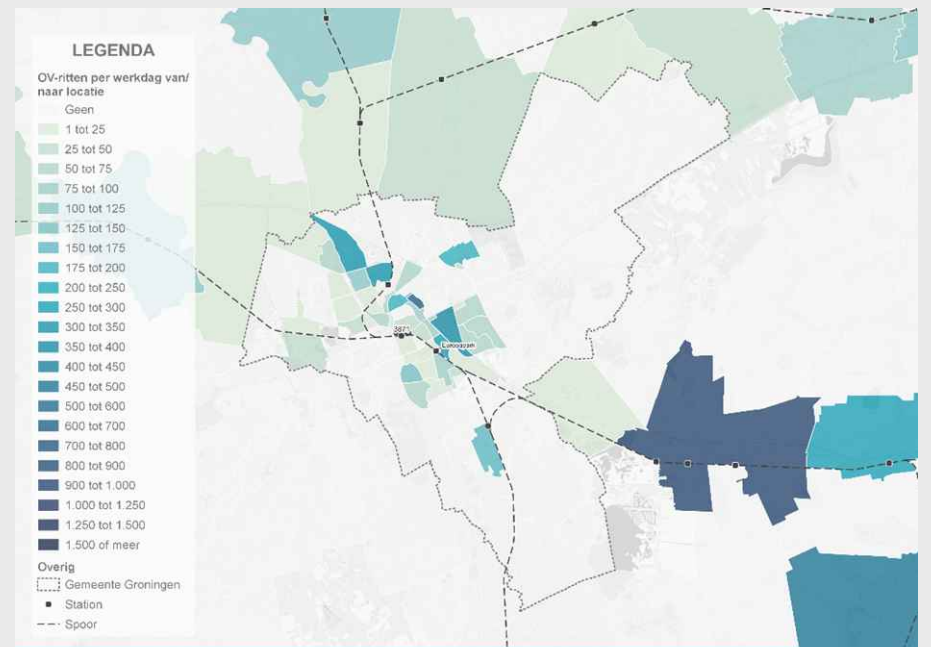 LEGENDA
OV-ritten per werkdag van/
naar locatie
Geen
1 tot 25
25 tot 50
50 tot 75
75 tot 100
100 tot 125
125 tot 150
150 tot 175
175 tot 200
200 tot 250
250 tot 300
300 tot 350
350 tot 400
400 tot 450
450 tot 500
500 tot 600
600 tot 700
700 tot 800
800 tot 900
900 tot 1.000
1.000 tot 1.250
1.250 tot 1.500
1.500 of meer
Overig
Gemeente Groningen
Station
Spoor